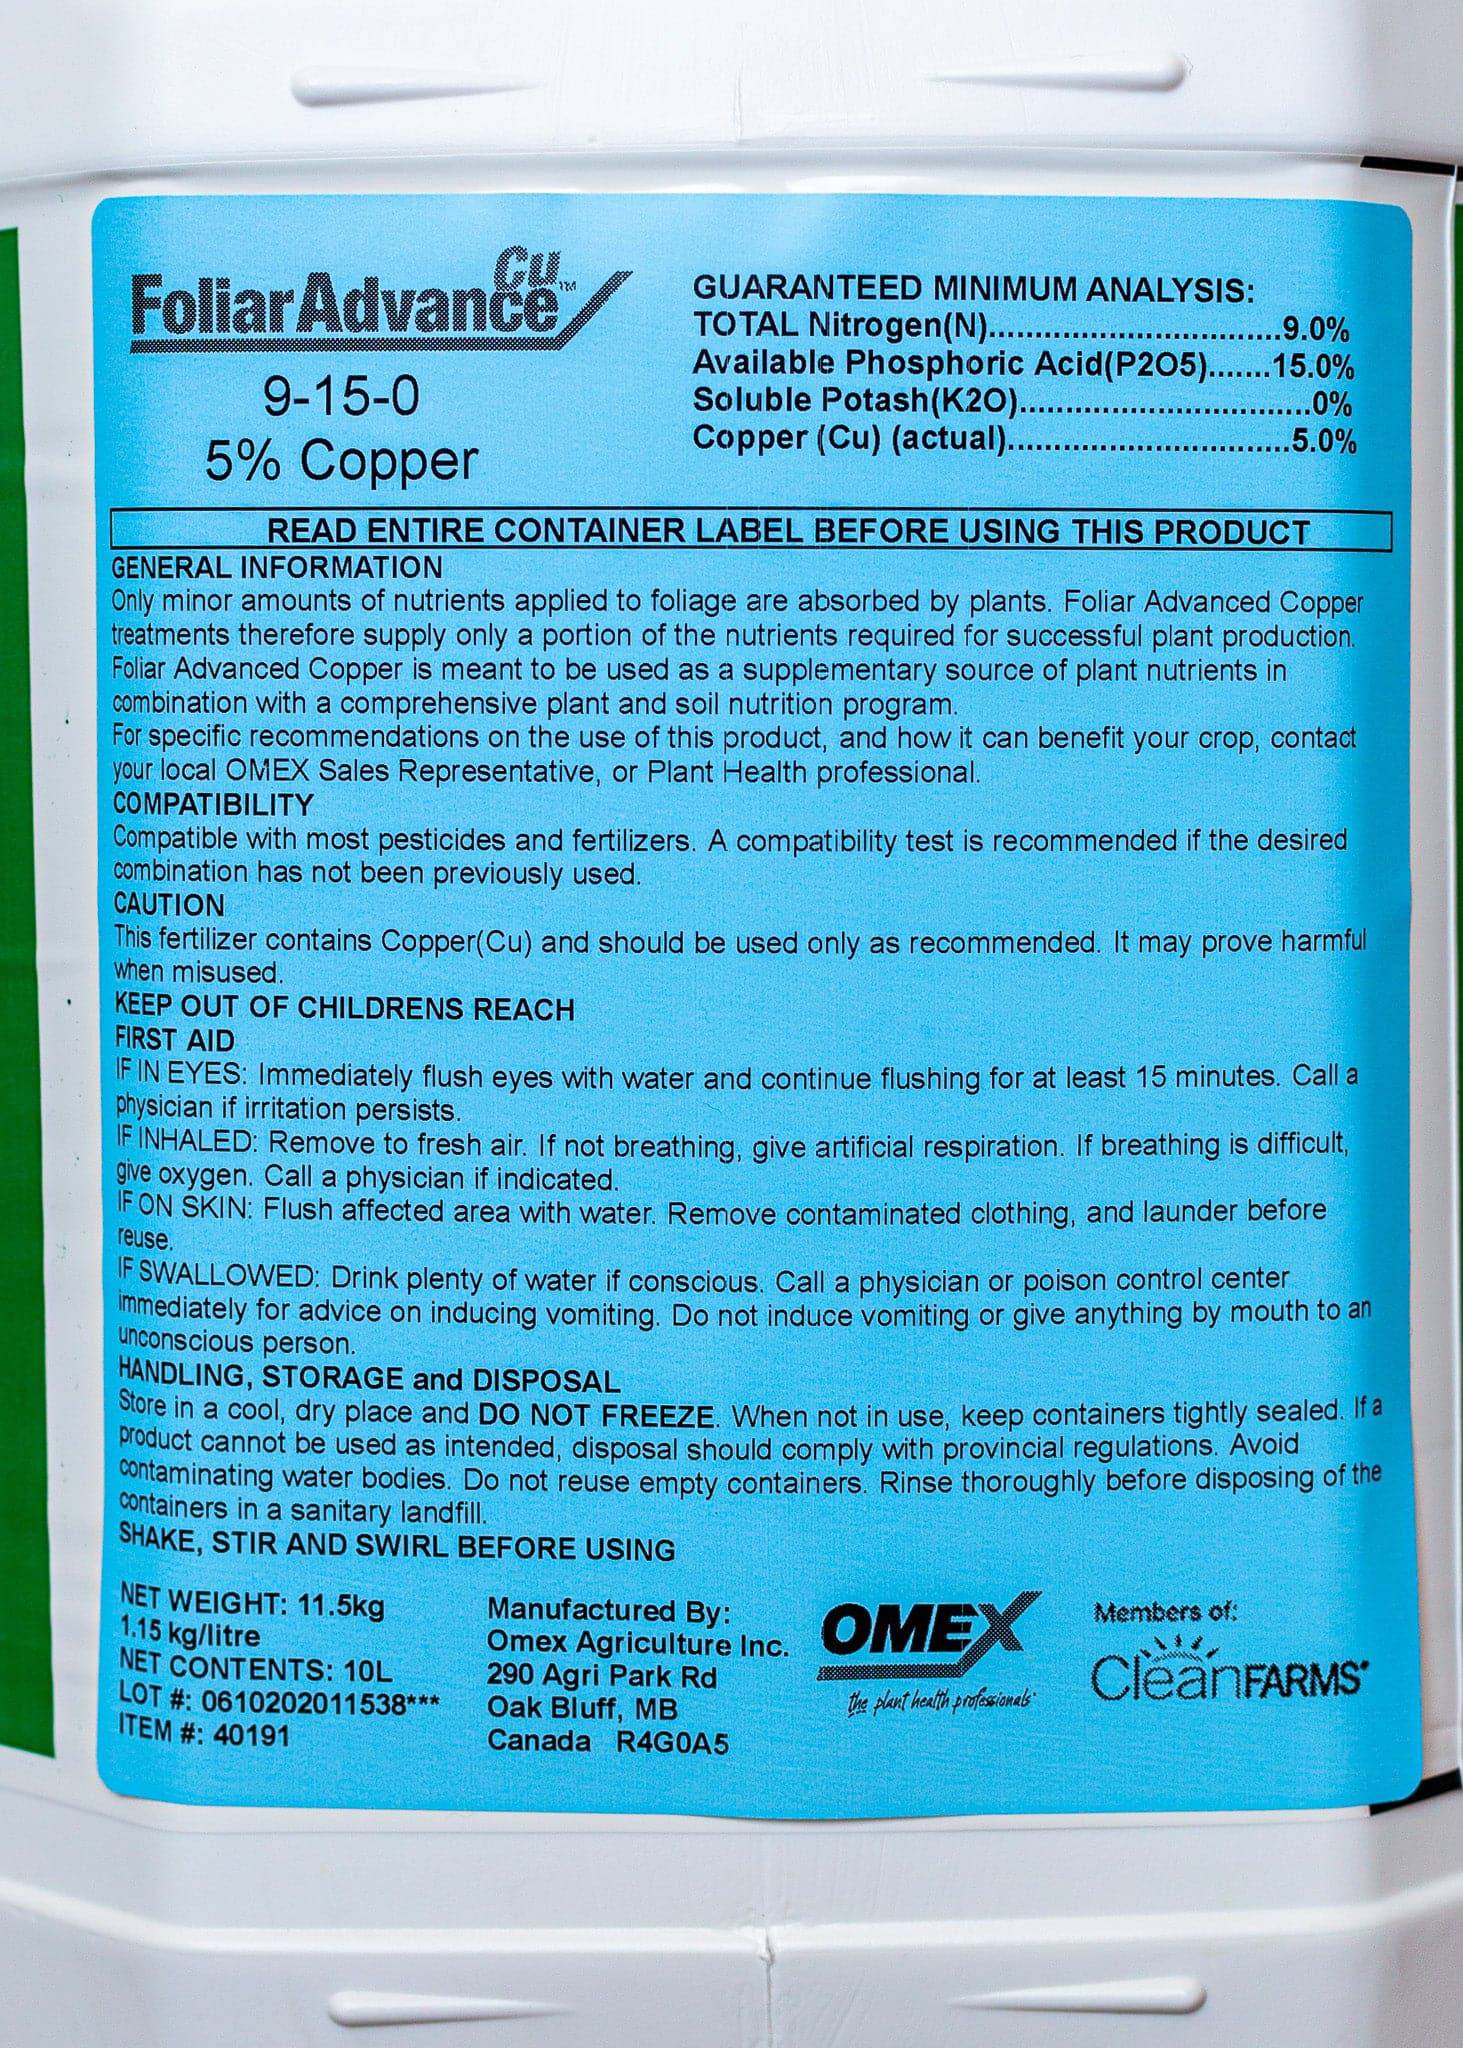 Foliar Advance Cu™
9-15-0
5% Copper
GUARANTEED MINIMUM ANALYSIS:
TOTAL Nitrogen(N)................................9.0%
Available Phosphoric Acid(P2O5).......15.0%
Soluble Potash(K2O)................................0%
Copper (Cu) (actual)...............................5.0%
READ ENTIRE CONTAINER LABEL BEFORE USING THIS PRODUCT
GENERAL INFORMATION
Only minor amounts of nutrients applied to foliage are absorbed by plants. Foliar Advanced Copper
treatments therefore supply only a portion of the nutrients required for successful plant production.
Foliar Advanced Copper is meant to be used as a supplementary source of plant nutrients in
combination with a comprehensive plant and soil nutrition program.
For specific recommendations on the use of this product, and how it can benefit your crop, contact
your local OMEX Sales Representative, or Plant Health professional.
COMPATIBILITY
Compatible with most pesticides and fertilizers. A compatibility test is recommended if the desired
combination has not been previously used.
CAUTION
This fertilizer contains Copper(Cu) and should be used only as recommended. It may prove harmful
when misused.
KEEP OUT OF CHILDRENS REACH
FIRST AID
IF IN EYES: Immediately flush eyes with water and continue flushing for at least 15 minutes. Call a
physician if irritation persists.
IF INHALED: Remove to fresh air. If not breathing, give artificial respiration. If breathing is difficult,
give oxygen. Call a physician if indicated.
IF ON SKIN: Flush affected area with water. Remove contaminated clothing, and launder before
reuse.
IF SWALLOWED: Drink plenty of water if conscious. Call a physician or poison control center
immediately for advice on inducing vomiting. Do not induce vomiting or give anything by mouth to an
unconscious person.
HANDLING, STORAGE and DISPOSAL
Store in a cool, dry place and DO NOT FREEZE. When not in use, keep containers tightly sealed. If a
product cannot be used as intended, disposal should comply with provincial regulations. Avoid
contaminating water bodies. Do not reuse empty containers. Rinse thoroughly before disposing of the
containers in a sanitary landfill.
SHAKE, STIR AND SWIRL BEFORE USING
NET WEIGHT: 11.5kg
1.15 kg/litre
NET CONTENTS: 10L
LOT #: 0610202011538***
ITEM #: 40191
Manufactured By:
Omex Agriculture Inc.
290 Agri Park Rd
Oak Bluff, MB
Canada R4G0A5
OMEX
the plant health professionals
Members of:
CleanFARMS